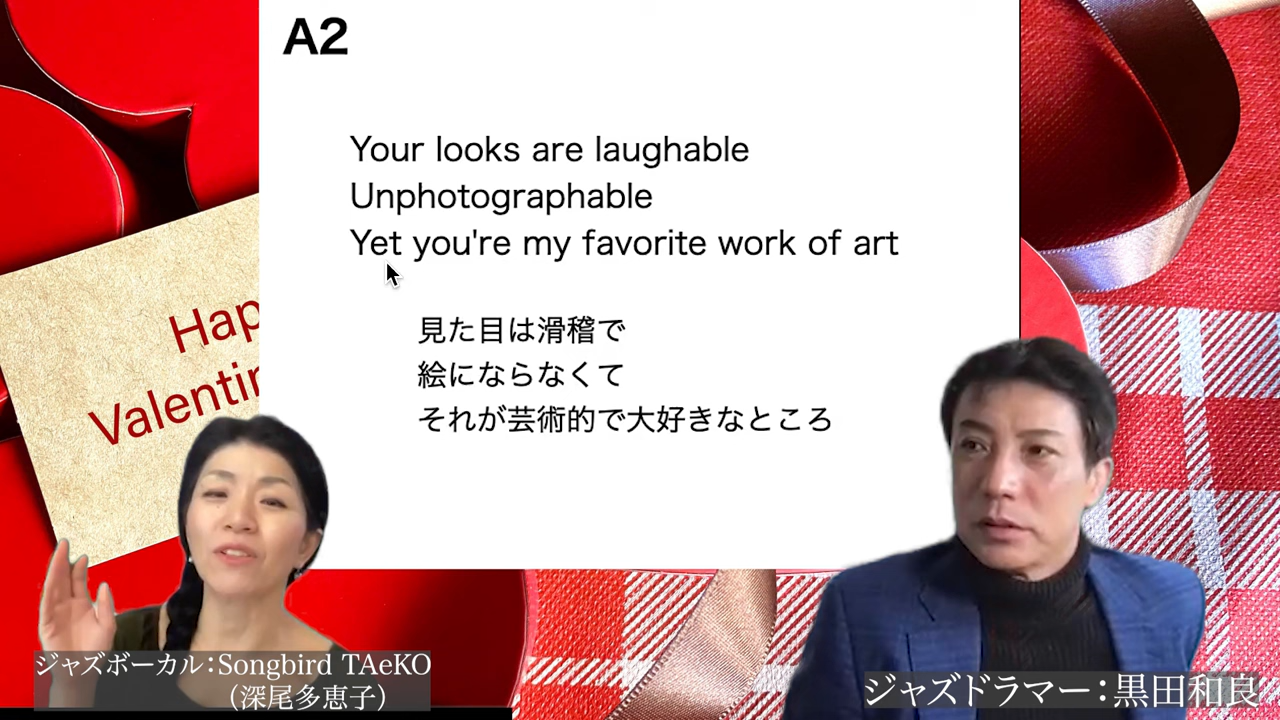 A2
Your looks are laughable
Unphotographable
Yet you're my favorite work of art
見た目は滑稽で
絵にならなくて
それが芸術的で大好きなところ
Hap
Valentin
ジャズボーカル：Songbird TAeKO
（深尾多恵子）
ジャズドラマー：黒田和良